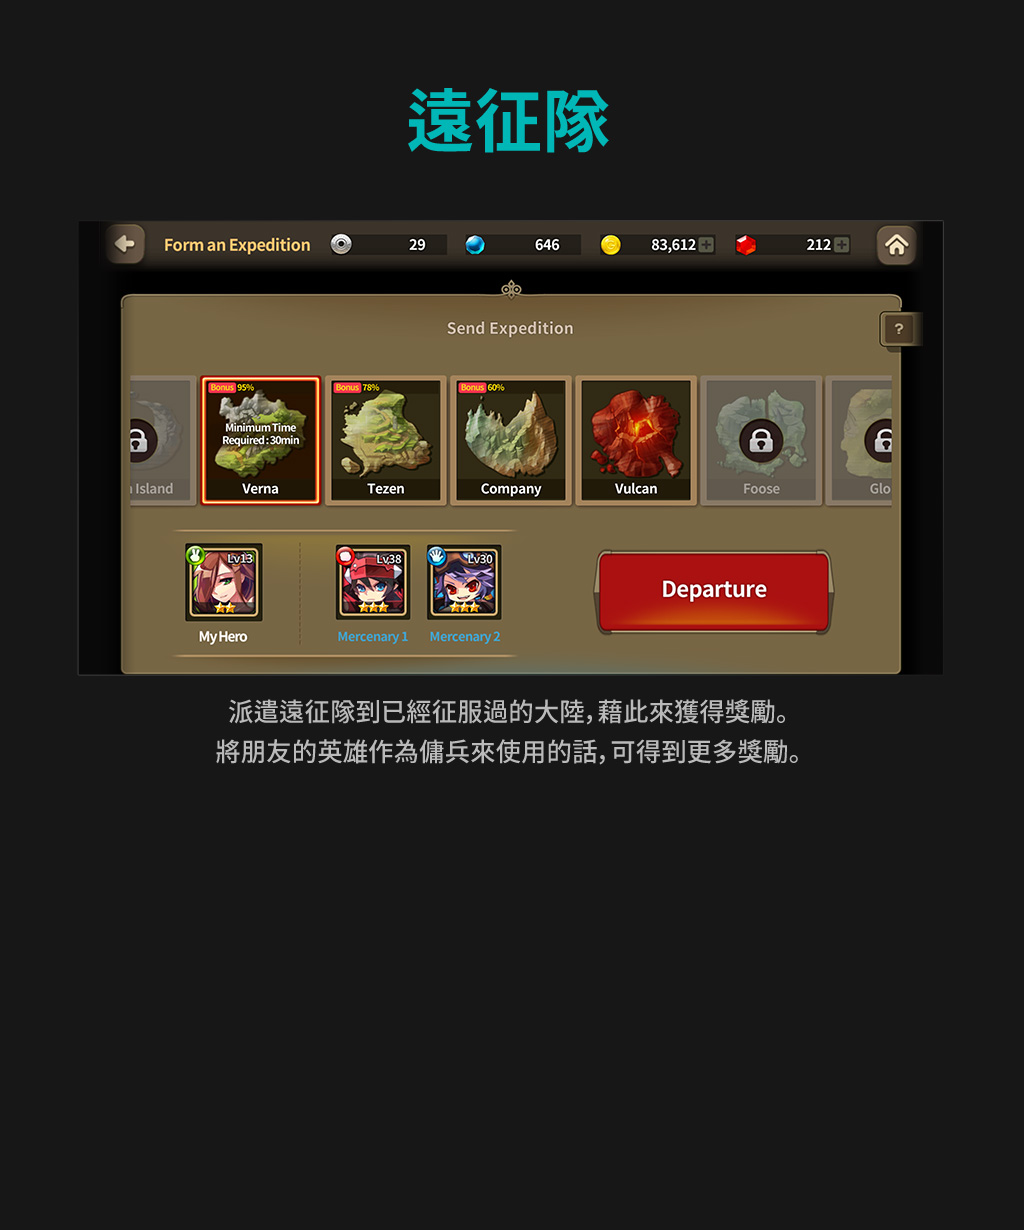 遠征隊
Form an Expedition 29 646 83,612 212
Send Expedition
?
Bonus 95% Bonus 78% Bonus 60%
Minimum Time
Required : 30min
Island Verna Tezen Company Vulcan Foose Glo
Lv13 Lv38 Lv30
My Hero Mercenary 1 Mercenary 2
Departure
派遣遠征隊到已經征服過的大陸, 藉此來獲得獎勵。
將朋友的英雄作為傭兵來使用的話, 可得到更多獎勵。